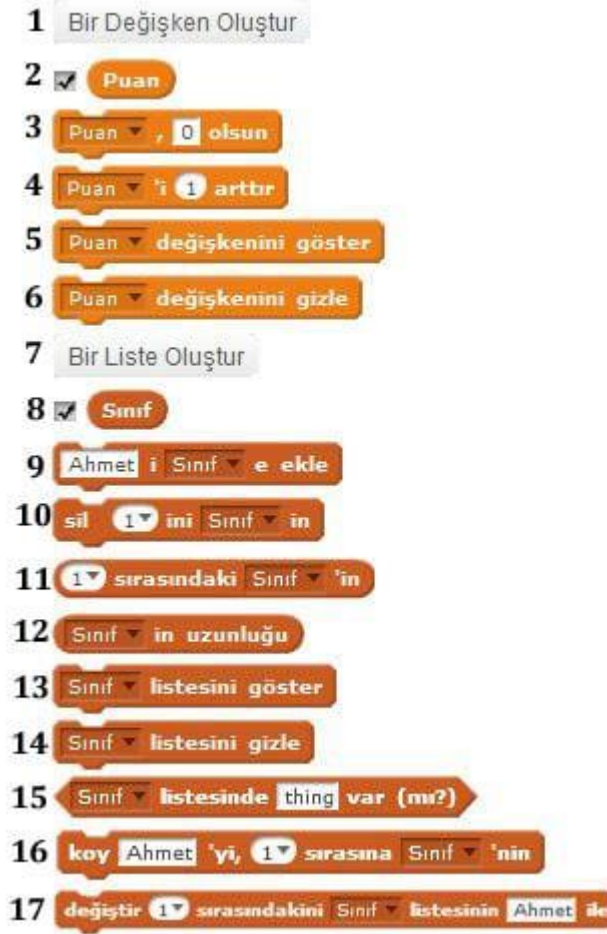 1 Bir Değişken Oluştur
2 Puan
3 Puan , 0 olsun
4 Puan 'i 1 arttır
5 Puan değişkenini göster
6 Puan değişkenini gizle
7 Bir Liste Oluştur
8 Sınıf
9 Ahmet i Sınıf e ekle
10 sil 1 ini Sınıf in
11 1 sırasındaki Sınıf 'in
12 Sınıf in uzunluğu
13 Sınıf listesini göster
14 Sınıf listesini gizle
15 Sınıf listesinde thing var (mı?)
16 koy Ahmet 'yi, 1 sırasına Sınıf 'nin
17 değiştir 1 sırasındakini Sınıf listesinin Ahmet ile